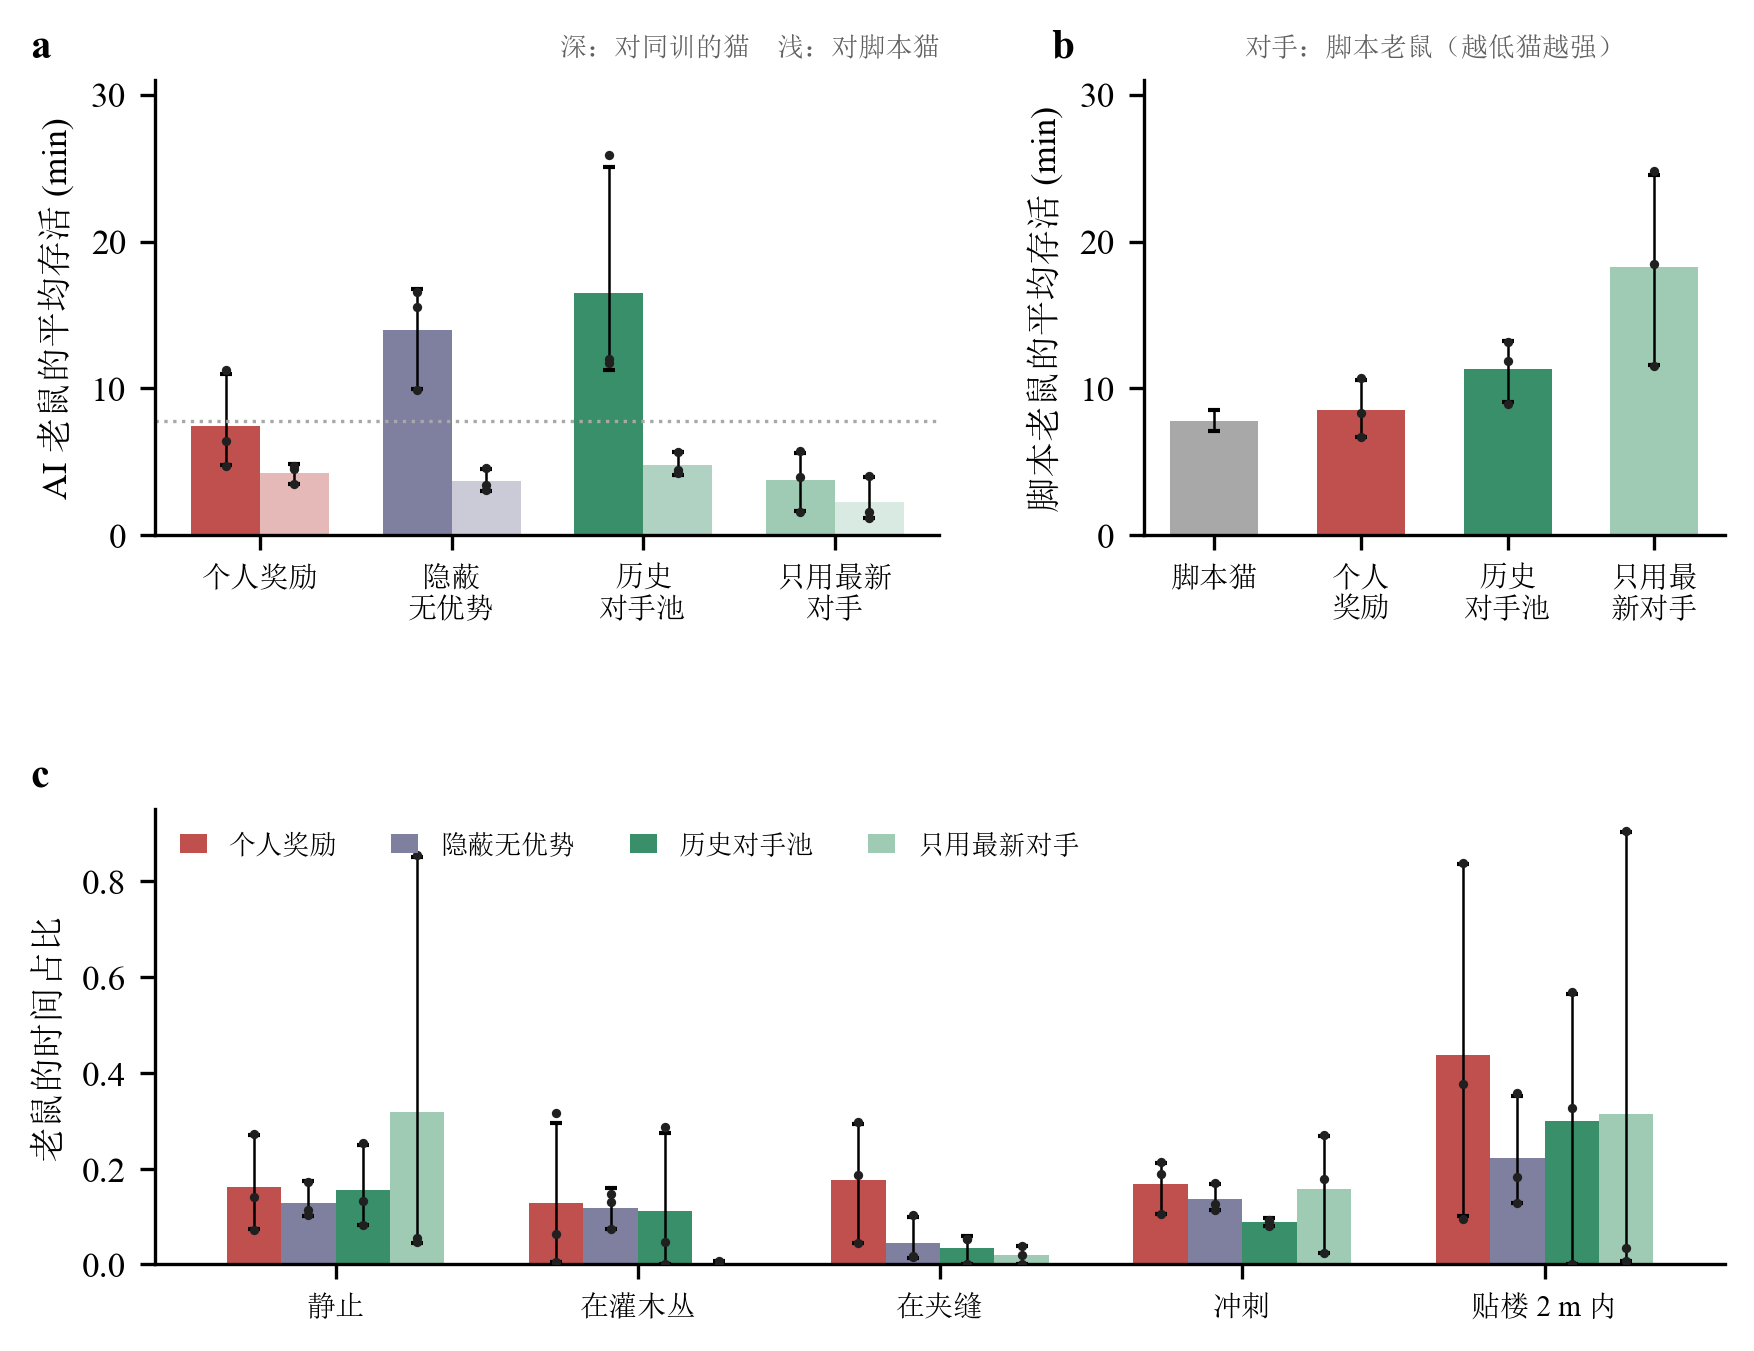 a
深：对同训的猫 浅：对脚本猫
AI 老鼠的平均存活 (min)
30
20
10
0
个人奖励
隐蔽
无优势
历史
对手池
只用最新
对手
b
对手：脚本老鼠（越低猫越强）
脚本老鼠的平均存活 (min)
30
20
10
0
脚本猫
个人
奖励
历史
对手池
只用最
新对手
c
老鼠的时间占比
个人奖励 隐蔽无优势 历史对手池 只用最新对手
0.8
0.6
0.4
0.2
0.0
静止
在灌木丛
在夹缝
冲刺
贴楼 2 m 内